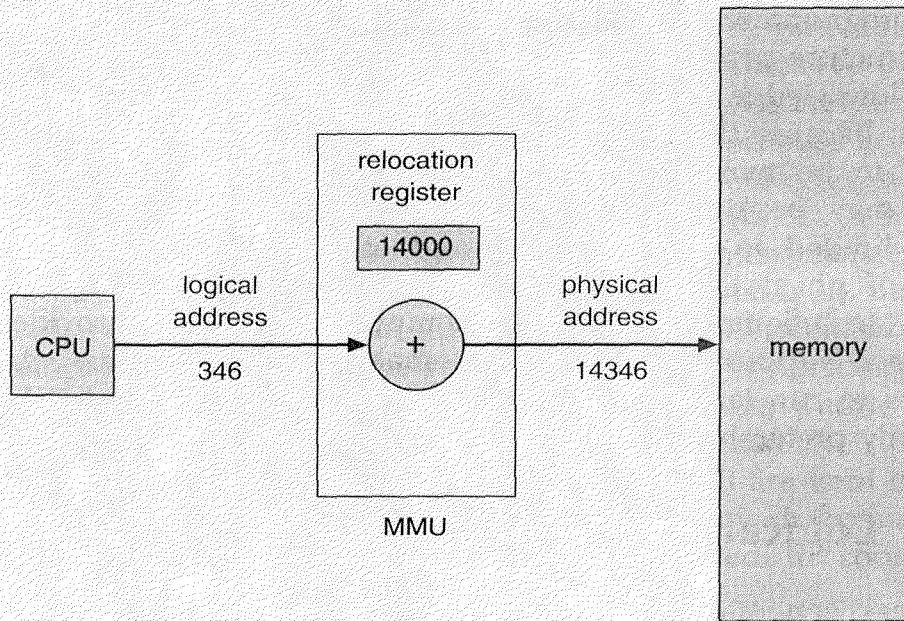 relocation
register
14000
logical
address
physical
address
CPU
+
memory
346
14346
MMU